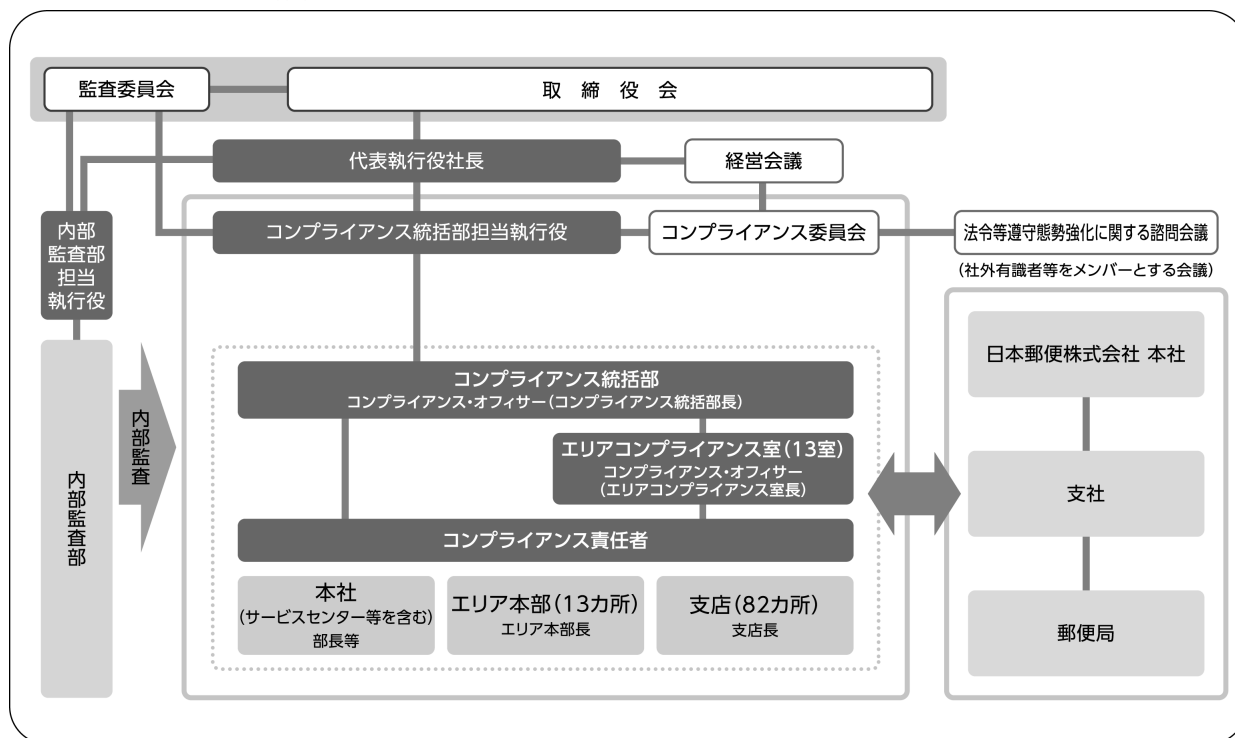 監査委員会
取締役会
代表執行役社長
経営会議
内部
監査部
担当
執行役
コンプライアンス統括部担当執行役
コンプライアンス委員会
法令等遵守態勢強化に関する諮問会議
(社外有識者等をメンバーとする会議)
内部監査部
内部監査
コンプライアンス統括部
コンプライアンス・オフィサー(コンプライアンス統括部長)
エリアコンプライアンス室(13室)
コンプライアンス・オフィサー
(エリアコンプライアンス室長)
コンプライアンス責任者
本社
(サービスセンター等を含む)
部長等
エリア本部(13カ所)
エリア本部長
支店(82カ所)
支店長
日本郵便株式会社 本社
支社
郵便局